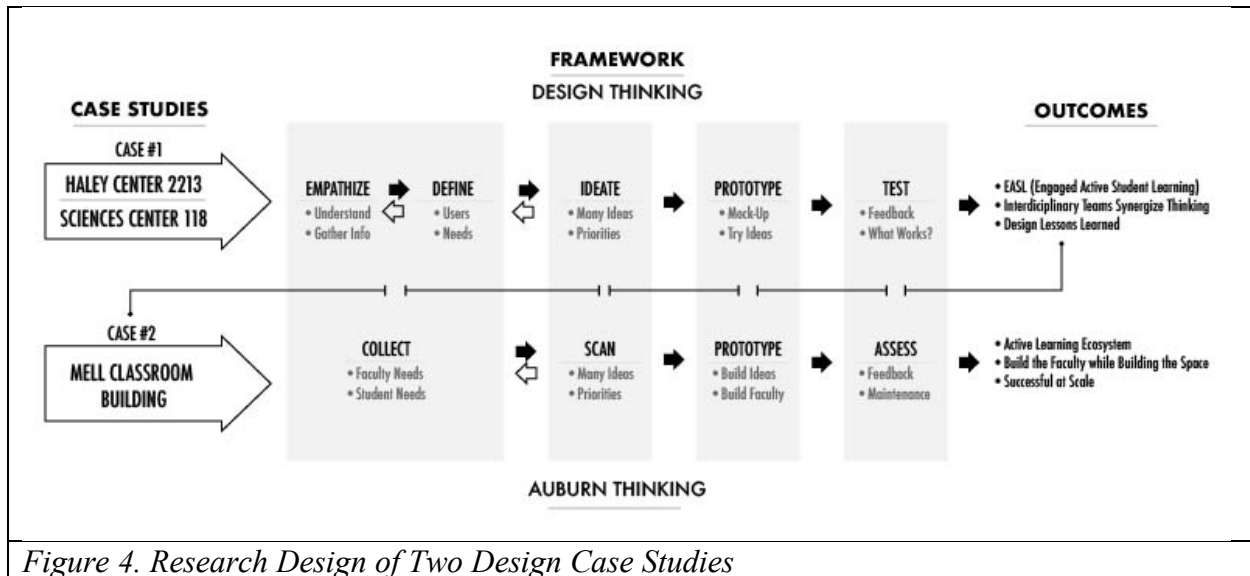 FRAMEWORK
DESIGN THINKING
CASE STUDIES
OUTCOMES
CASE #1
HALEY CENTER 2213
SCIENCES CENTER 118
EMPATHIZE
• Understand
• Gather Info
DEFINE
• Users
• Needs
IDEATE
• Many Ideas
• Priorities
PROTOTYPE
• Mock-Up
• Try Ideas
TEST
• Feedback
• What Works?
• EASL (Engaged Active Student Learning)
• Interdiciplinary Teams Synergize Thinking
• Design Lessons Learned
CASE #2
MELL CLASSROOM
BUILDING
COLLECT
• Faculty Needs
• Student Needs
SCAN
• Many Ideas
• Priorities
PROTOTYPE
• Build Ideas
• Build Faculty
ASSESS
• Feedback
• Maintenance
• Active Learning Ecosystem
• Build the Faculty while Building the Space
• Successful at Scale
AUBURN THINKING
Figure 4. Research Design of Two Design Case Studies